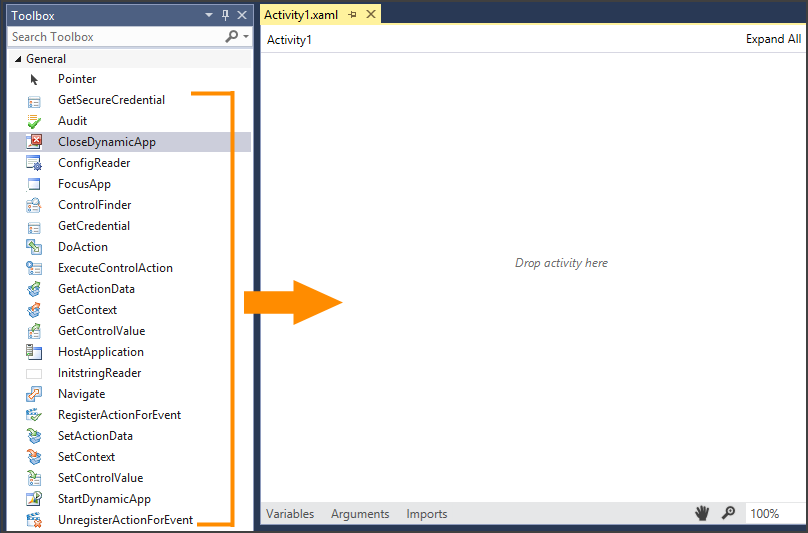 Toolbox
Search Toolbox
General
Pointer
GetSecureCredential
Audit
CloseDynamicApp
ConfigReader
FocusApp
ControlFinder
GetCredential
DoAction
ExecuteControlAction
GetActionData
GetContext
GetControlValue
HostApplication
InitstringReader
Navigate
RegisterActionForEvent
SetActionData
SetContext
SetControlValue
StartDynamicApp
UnregisterActionForEvent
Activity1.xaml
Activity1
Expand All
Drop activity here
Variables Arguments Imports
100%